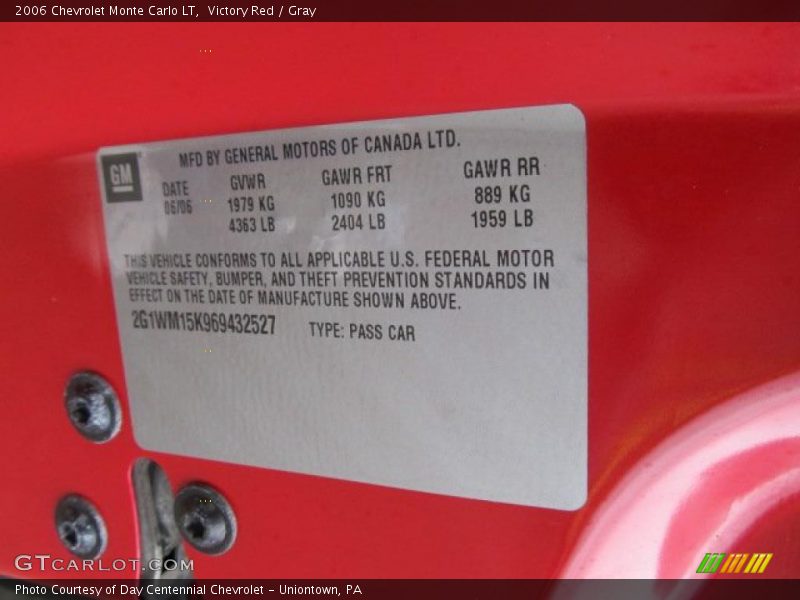 2006 Chevrolet Monte Carlo LT, Victory Red / Gray
MFD BY GENERAL MOTORS OF CANADA LTD.
GM
DATE GVWR GAWR FRT GAWR RR
06/06 1979 KG 1090 KG 889 KG
4363 LB 2404 LB 1959 LB
THIS VEHICLE CONFORMS TO ALL APPLICABLE U.S. FEDERAL MOTOR
VEHICLE SAFETY, BUMPER, AND THEFT PREVENTION STANDARDS IN
EFFECT ON THE DATE OF MANUFACTURE SHOWN ABOVE.
2G1WM15K969432527 TYPE: PASS CAR
GTCARLOT.COM
Photo Courtesy of Day Centennial Chevrolet - Uniontown, PA